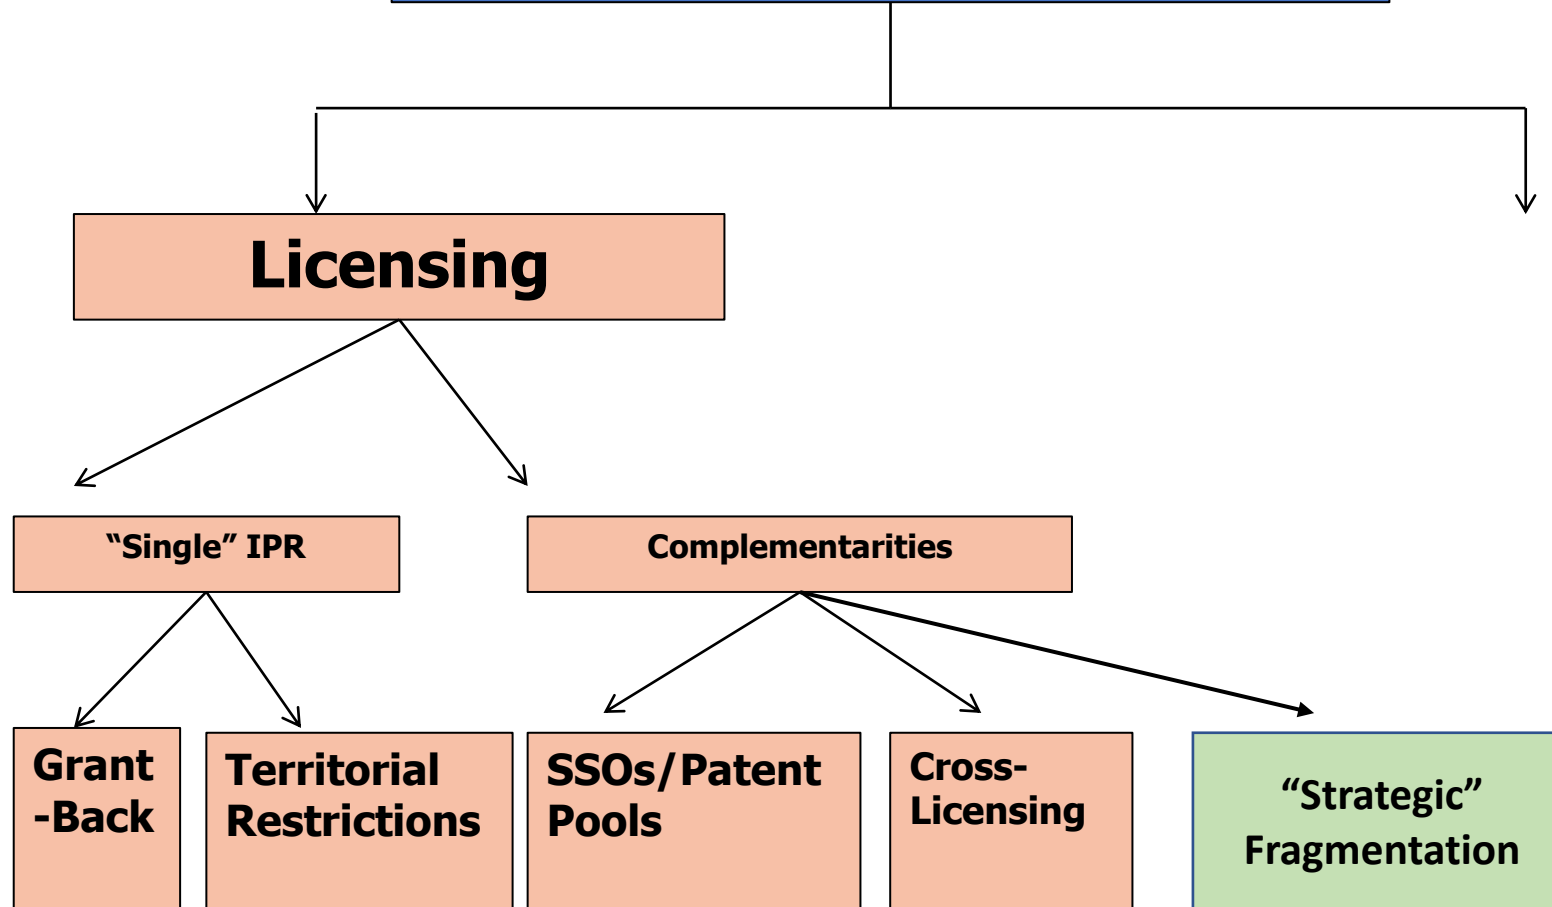 Licensing
“Single” IPR
Complementarities
Grant
-Back
Territorial
Restrictions
SSOs/Patent
Pools
Cross-
Licensing
“Strategic”
Fragmentation